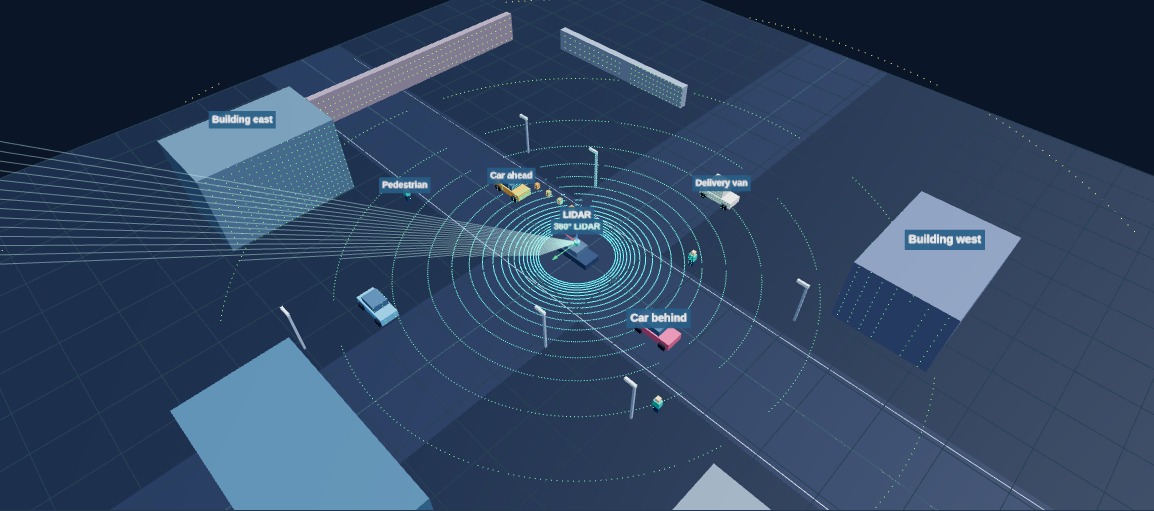 Building east
Car ahead
Pedestrian
Delivery van
LIDAR
360° LIDAR
Building west
Car behind